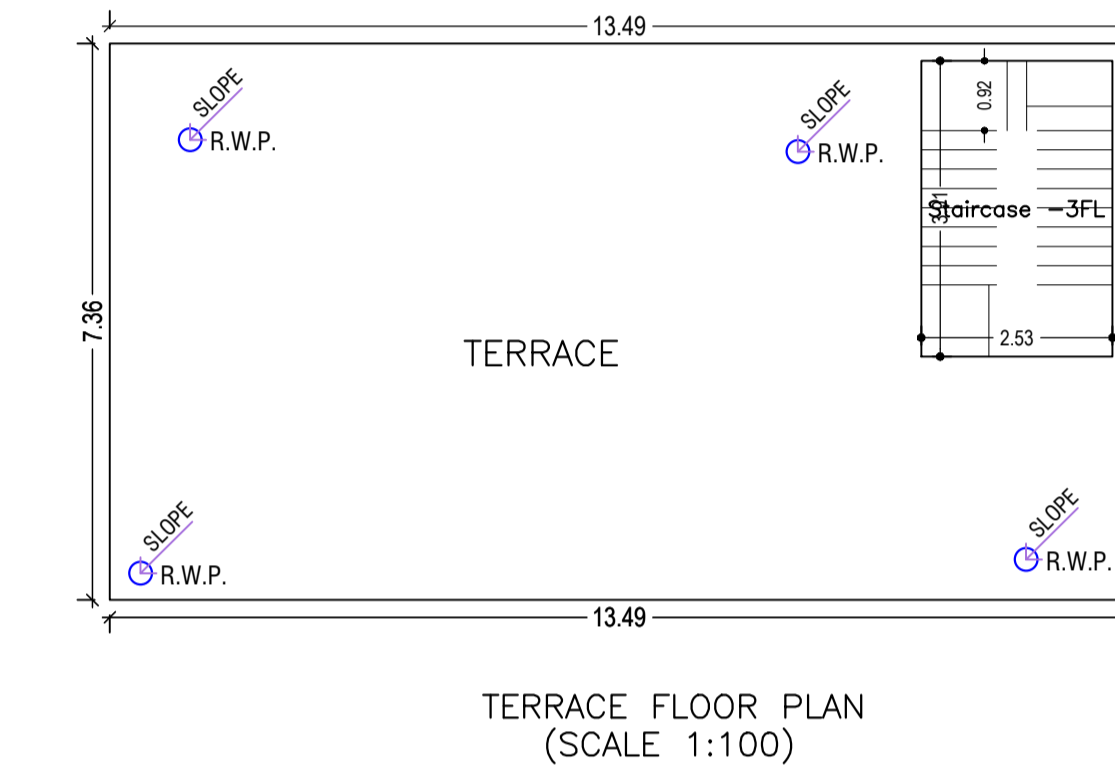 13.49
SLOPE
R.W.P.
SLOPE
R.W.P.
0.92
Staircase -3FL
7.36
2.53
TERRACE
SLOPE
R.W.P.
SLOPE
R.W.P.
13.49
TERRACE FLOOR PLAN
(SCALE 1:100)